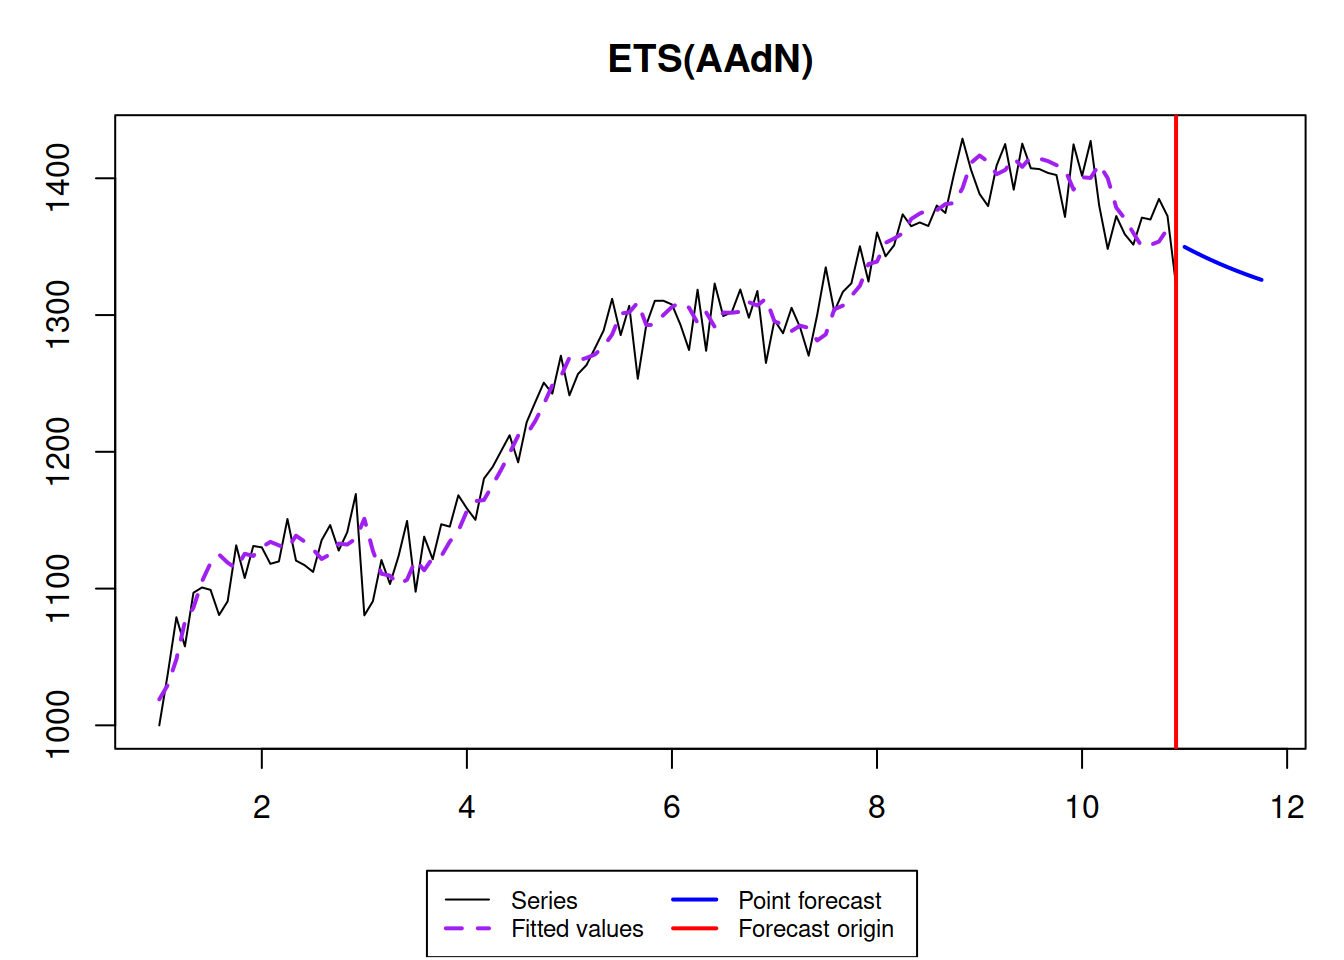 ETS(AAdN)
1400
1300
1200
1100
1000
2 4 6 8 10 12
Series Point forecast
Fitted values Forecast origin